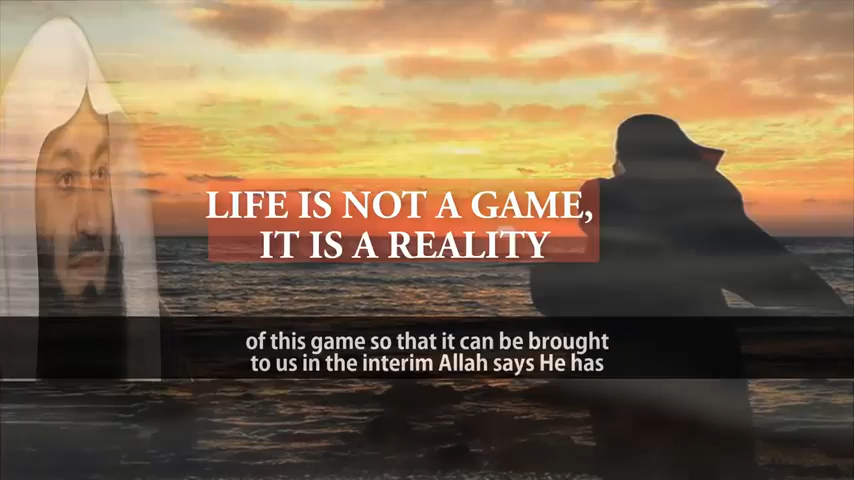 LIFE IS NOT A GAME,
IT IS A REALITY
of this game so that it can be brought
to us in the interim Allah says He has